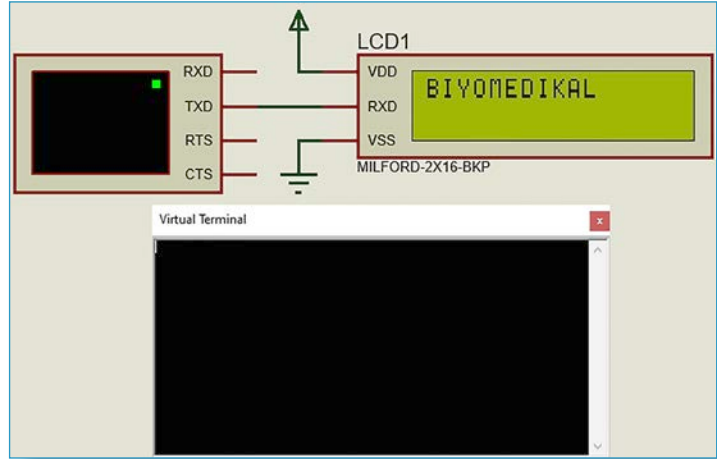 LCD1
RXD
TXD
RTS
CTS
VDD
RXD
VSS
BIYOMEDIKAL
MILFORD-2X16-BKP
Virtual Terminal
x